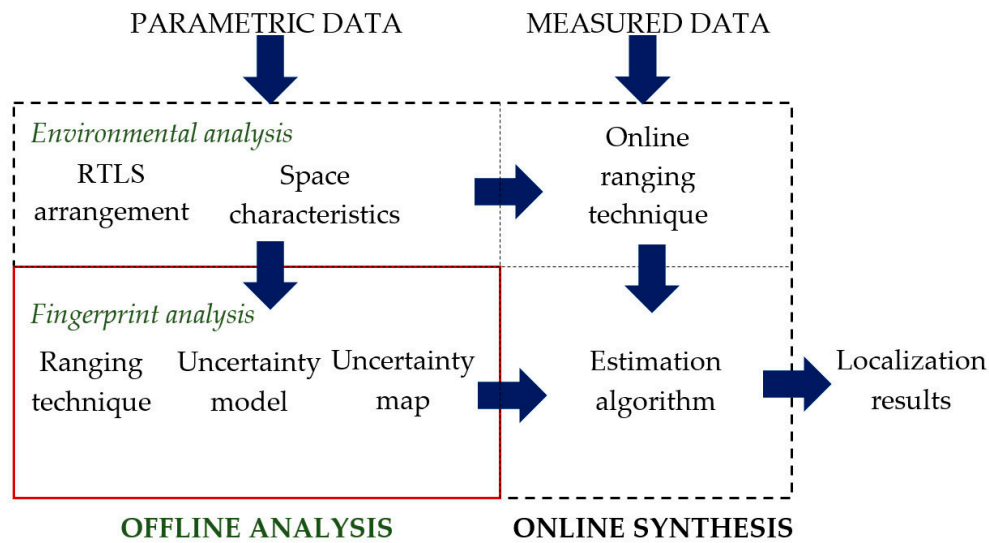 PARAMETRIC DATA
MEASURED DATA
Environmental analysis
RTLS
arrangement
Space
characteristics
Online
ranging
technique
Fingerprint analysis
Ranging
technique
Uncertainty
model
Uncertainty
map
Estimation
algorithm
Localization
results
OFFLINE ANALYSIS
ONLINE SYNTHESIS